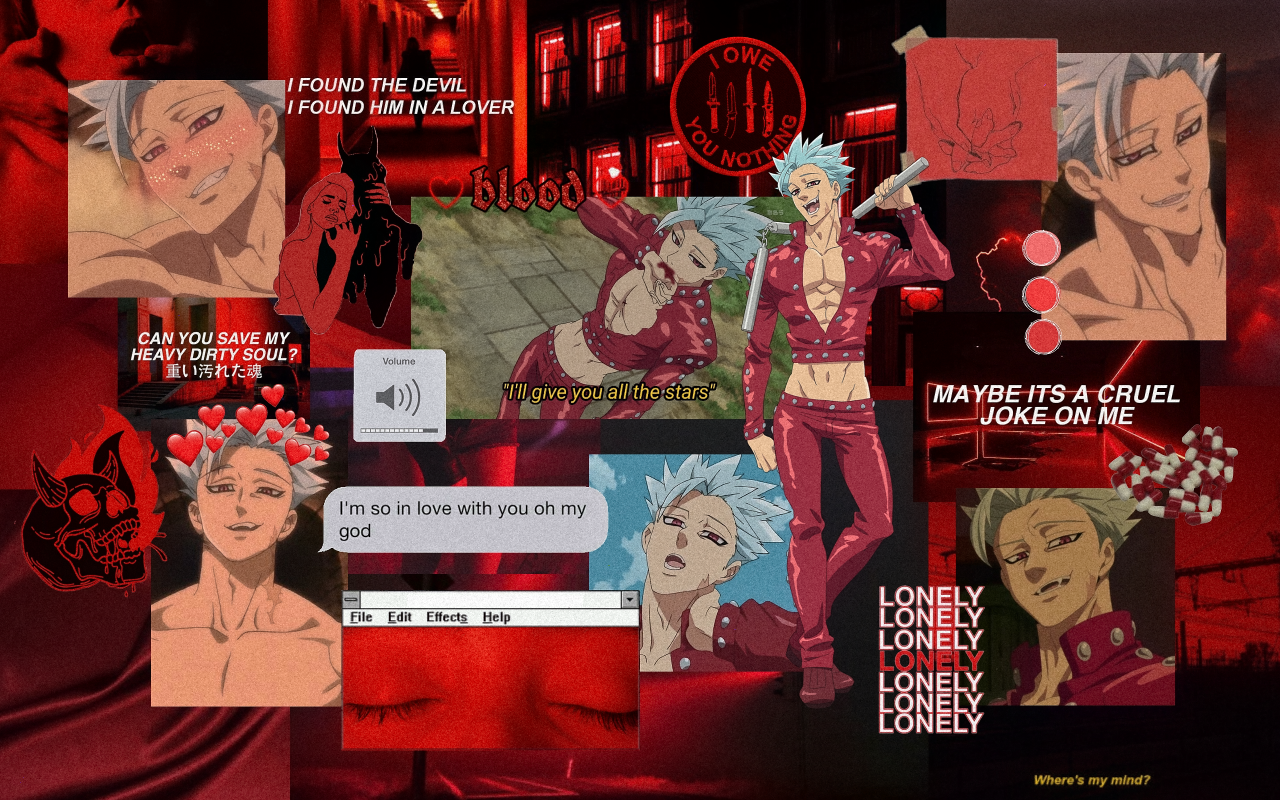 I FOUND THE DEVIL
I FOUND HIM IN A LOVER
I OWE
YOU NOTHING
blood
CAN YOU SAVE MY
HEAVY DIRTY SOUL?
重い汚れた魂
Volume
"I'll give you all the stars"
MAYBE ITS A CRUEL
JOKE ON ME
I'm so in love with you oh my
god
File Edit Effects Help
LONELY
LONELY
LONELY
LONELY
LONELY
LONELY
LONELY
Where's my mind?